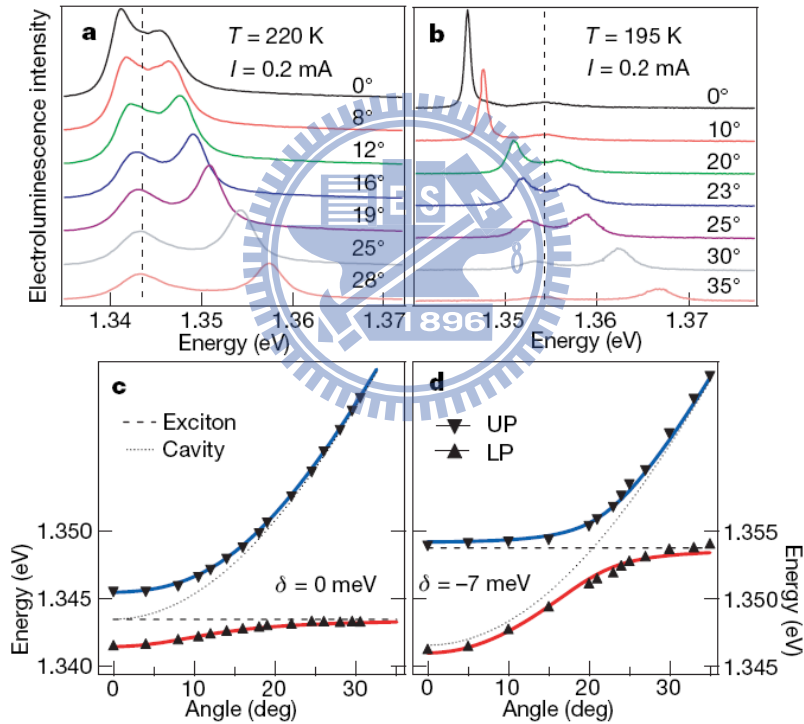 Electroluminescence intensity
a
T = 220 K
I = 0.2 mA
0°
8°
12°
16°
19°
25°
28°
1.34 1.35 1.36 1.37
Energy (eV)
b
T = 195 K
I = 0.2 mA
0°
10°
20°
23°
25°
30°
35°
1.35 1.36 1.37
Energy (eV)
E S
8
1896
c
Exciton
Cavity
δ = 0 meV
1.350
1.345
1.340
Energy (eV)
0 10 20 30
Angle (deg)
d
UP
LP
δ = −7 meV
1.355
1.350
1.345
Energy (eV)
0 10 20 30
Angle (deg)